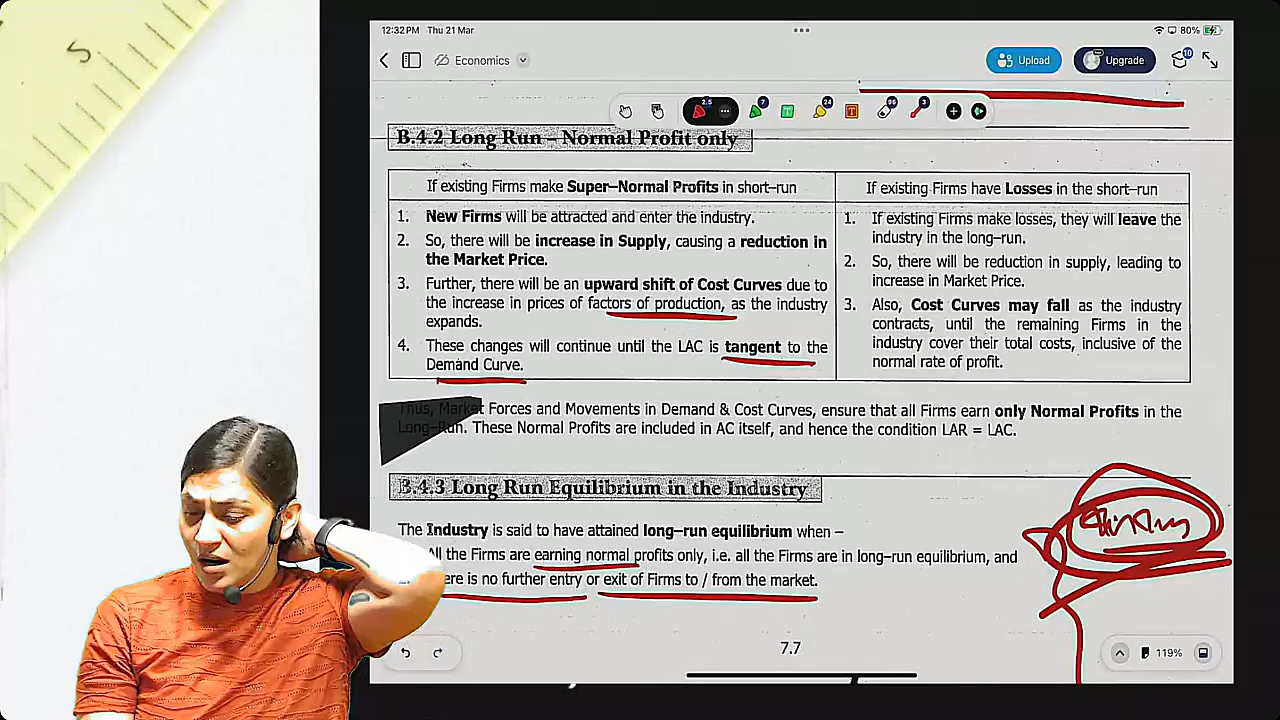 5
12:32 PM Thu 21 Mar
80%
Economics
Upload
Upgrade
10
2.5
7
24
96
3
B.4.2 Long Run – Normal Profit only
If existing Firms make Super–Normal Profits in short-run
If existing Firms have Losses in the short–run
1. New Firms will be attracted and enter the industry.
2. So, there will be increase in Supply, causing a reduction in
the Market Price.
3. Further, there will be an upward shift of Cost Curves due to
the increase in prices of factors of production, as the industry
expands.
4. These changes will continue until the LAC is tangent to the
Demand Curve.
1. If existing Firms make losses, they will leave the
industry in the long-run.
2. So, there will be reduction in supply, leading to
increase in Market Price.
3. Also, Cost Curves may fall as the industry
contracts, until the remaining Firms in the
industry cover their total costs, inclusive of the
normal rate of profit.
Thus, Market Forces and Movements in Demand & Cost Curves, ensure that all Firms earn only Normal Profits in the
Long–Run. These Normal Profits are included in AC itself, and hence the condition LAR = LAC.
B.4.3 Long Run Equilibrium in the Industry
The Industry is said to have attained long–run equilibrium when –
All the Firms are earning normal profits only, i.e. all the Firms are in long–run equilibrium, and
ere is no further entry or exit of Firms to / from the market.
7.7
119%